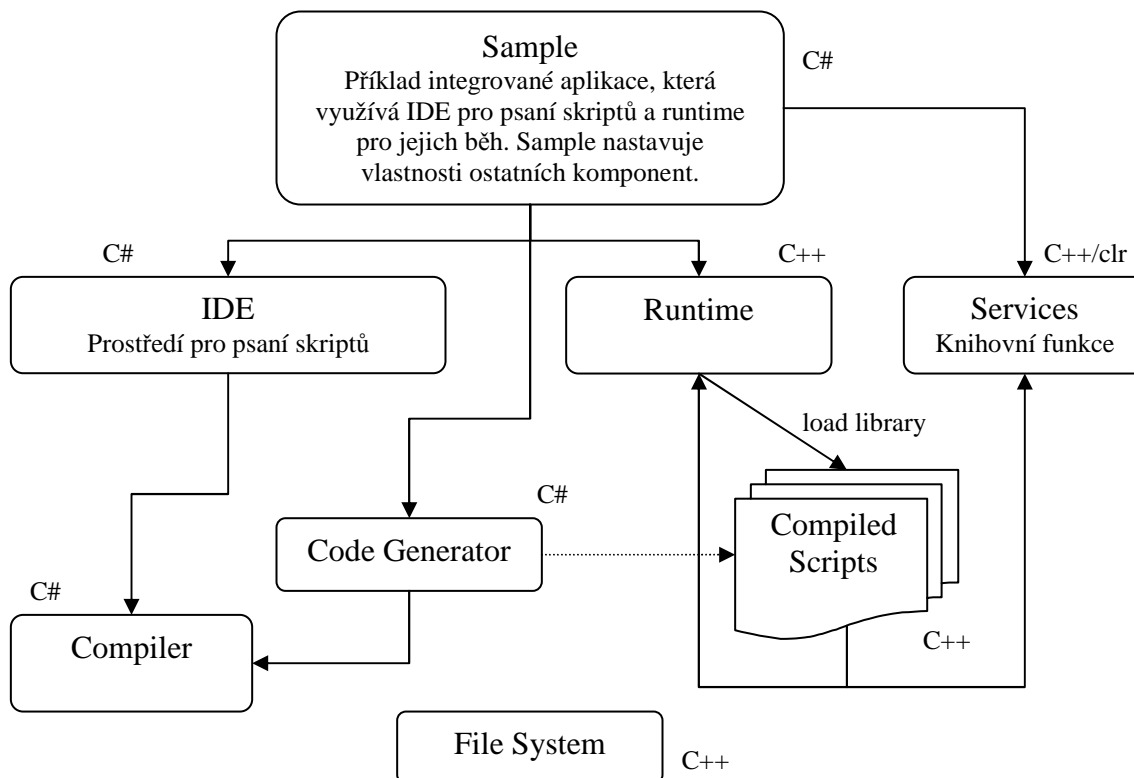 Sample
C#
Příklad integrované aplikace, která
využívá IDE pro psaní skriptů a runtime
pro jejich běh. Sample nastavuje
vlastnosti ostatních komponent.
C#
C++
C++/clr
IDE
Prostředí pro psaní skriptů
Runtime
Services
Knihovní funkce
load library
C#
Code Generator
Compiled
Scripts
C#
Compiler
C++
File System
C++